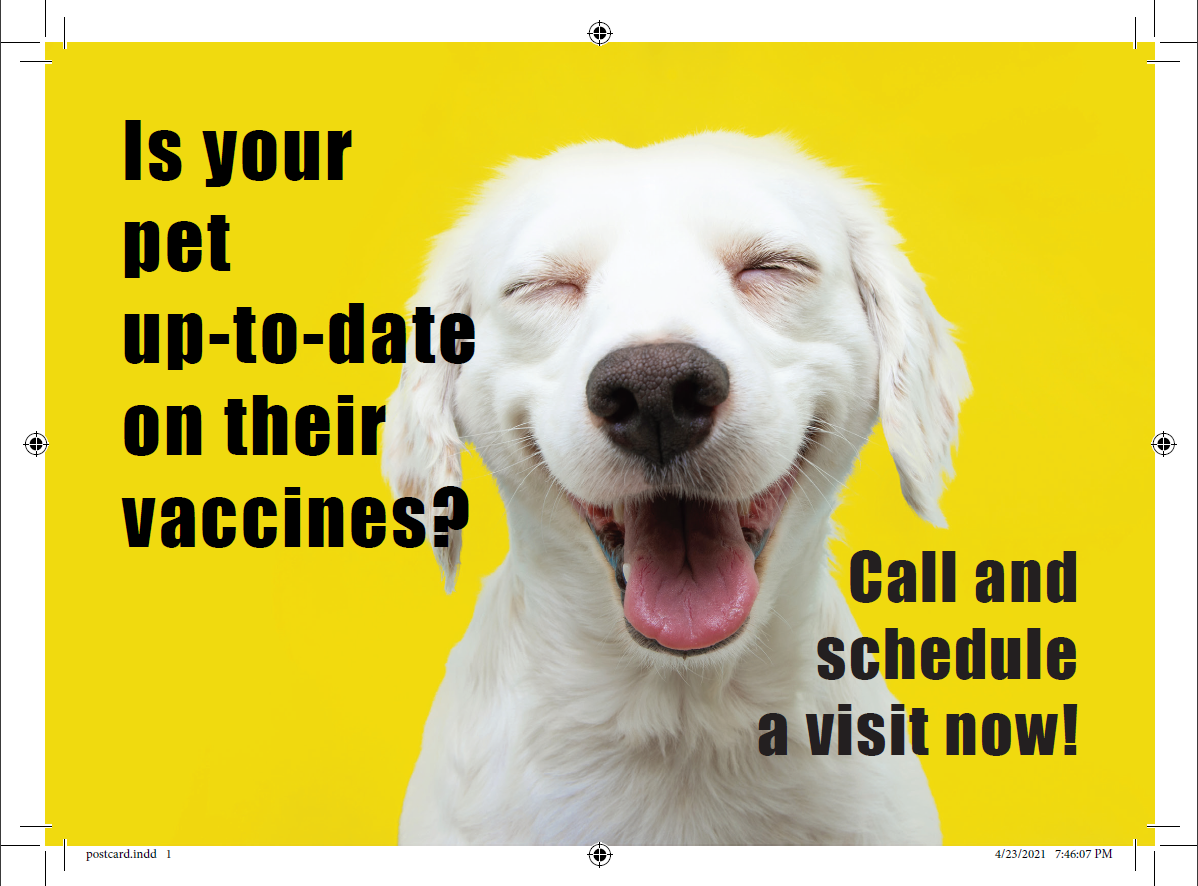 Is your
pet
up-to-date
on their
vaccines?
Call and
schedule
a visit now!
postcard.indd 1
4/23/2021 7:46:07 PM